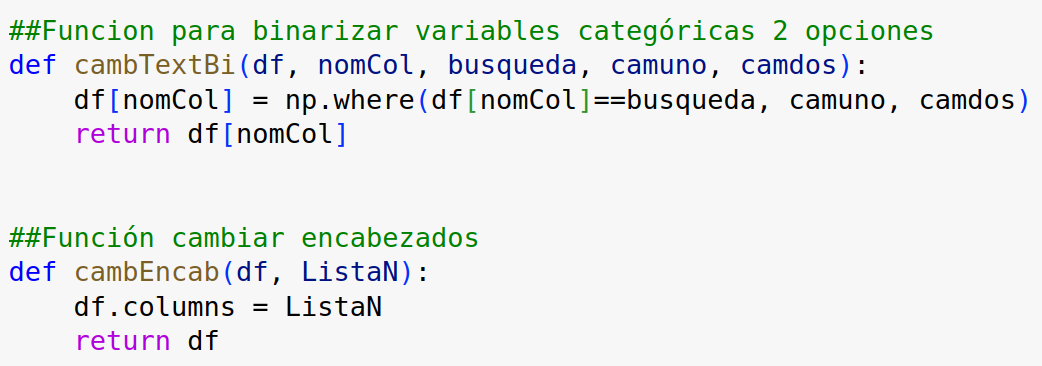 ##Funcion para binarizar variables categóricas 2 opciones
def cambTextBi(df, nomCol, busqueda, camuno, camdos):
    df[nomCol] = np.where(df[nomCol]==busqueda, camuno, camdos)
    return df[nomCol]
##Función cambiar encabezados
def cambEncab(df, ListaN):
    df.columns = ListaN
    return df